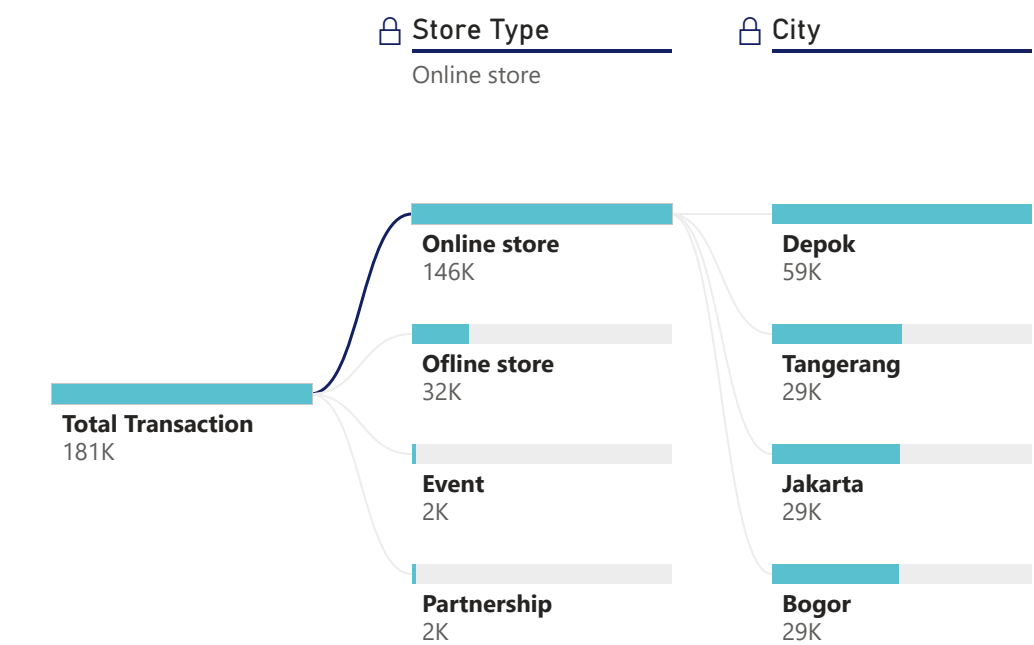 Store Type
City
Online store
Online store
146K
Depok
59K
Ofline store
32K
Tangerang
29K
Total Transaction
181K
Event
2K
Jakarta
29K
Partnership
2K
Bogor
29K